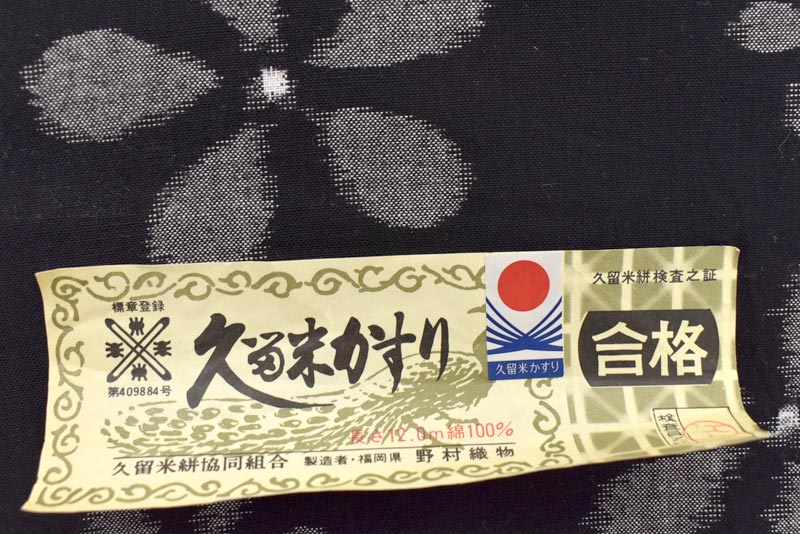 標章登録
第409884号
久留米かすり
長さ12.0m綿100%
久留米絣協同組合 製造者・福岡県 野村織物
久留米かすり
久留米絣検査之証
合格